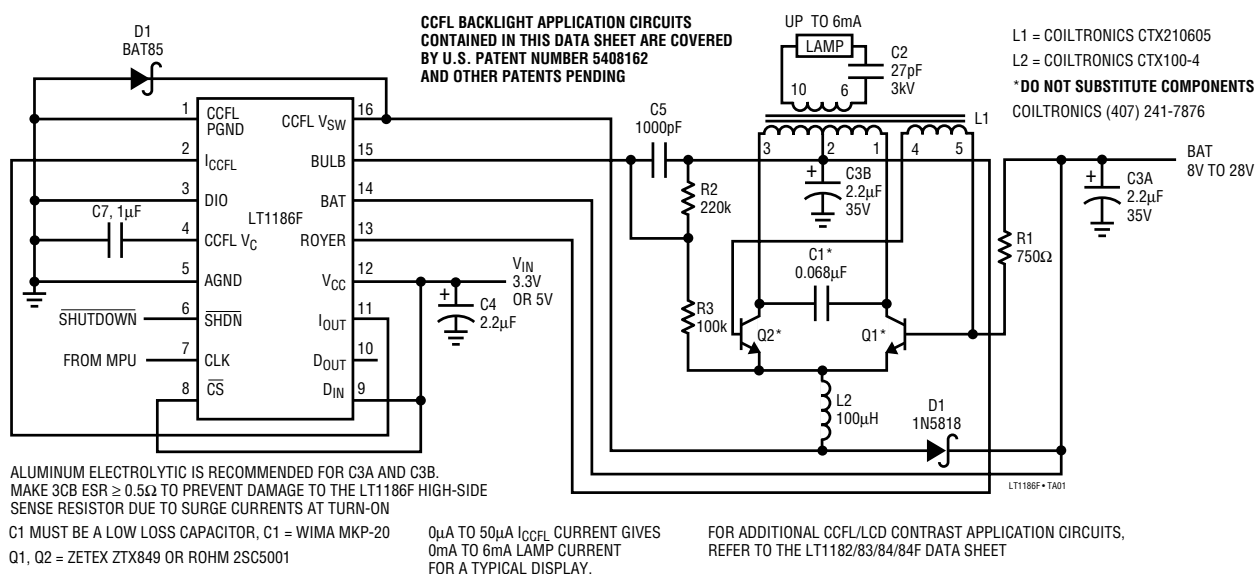 CCFL BACKLIGHT APPLICATION CIRCUITS
CONTAINED IN THIS DATA SHEET ARE COVERED
BY U.S. PATENT NUMBER 5408162
AND OTHER PATENTS PENDING
UP TO 6mA
LAMP
C2
27pF
3kV
10
6
L1 = COILTRONICS CTX210605
L2 = COILTRONICS CTX100-4
*DO NOT SUBSTITUTE COMPONENTS
COILTRONICS (407) 241-7876
D1
BAT85
1
CCFL
PGND
2
ICCFL
3
DIO
C7, 1µF
4
CCFL VC
5
AGND
SHUTDOWN
6
SHDN
FROM MPU
7
CLK
8
CS
LT1186F
16
CCFL VSW
15
BULB
14
BAT
13
ROYER
12
VCC
11
IOUT
10
DOUT
9
DIN
VIN
3.3V
OR 5V
+
C4
2.2µF
C5
1000pF
R2
220k
R3
100k
L1
3
2
1
4
5
+
C3B
2.2µF
35V
C1*
0.068µF
Q2*
Q1*
L2
100µH
D1
1N5818
R1
750Ω
BAT
8V TO 28V
+
C3A
2.2µF
35V
LT1186F • TA01
ALUMINUM ELECTROLYTIC IS RECOMMENDED FOR C3A AND C3B.
MAKE 3CB ESR ≥ 0.5Ω TO PREVENT DAMAGE TO THE LT1186F HIGH-SIDE
SENSE RESISTOR DUE TO SURGE CURRENTS AT TURN-ON
C1 MUST BE A LOW LOSS CAPACITOR, C1 = WIMA MKP-20
Q1, Q2 = ZETEX ZTX849 OR ROHM 2SC5001
0µA TO 50µA ICCFL CURRENT GIVES
0mA TO 6mA LAMP CURRENT
FOR A TYPICAL DISPLAY.
FOR ADDITIONAL CCFL/LCD CONTRAST APPLICATION CIRCUITS,
REFER TO THE LT1182/83/84/84F DATA SHEET